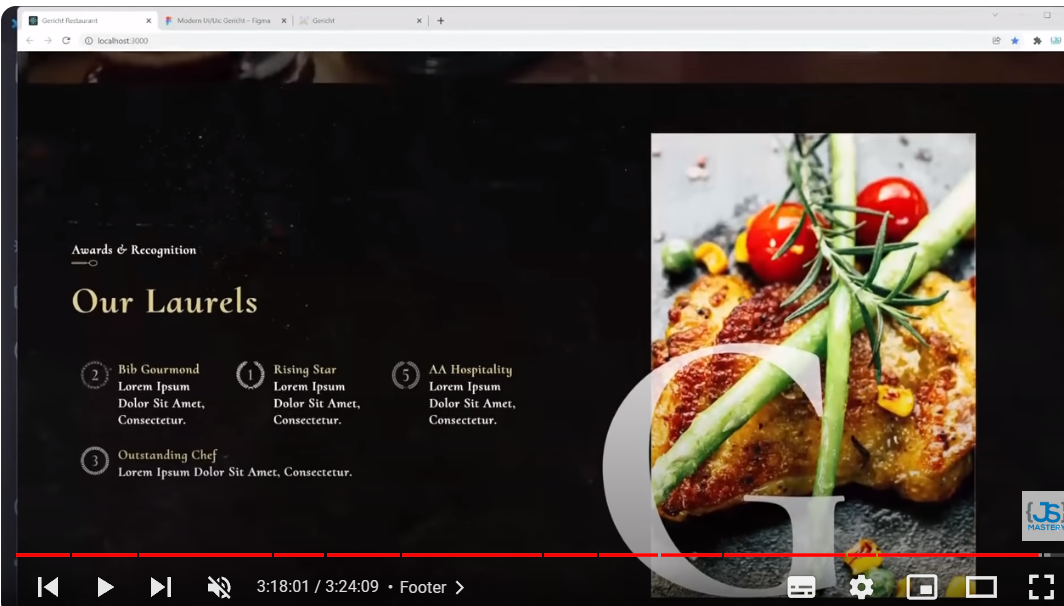 Gericht Restaurant
Modern UI/Ux: Gericht – Figma
Gericht
localhost:3000
Awards & Recognition
Our Laurels
2
Bib Gourmond
Lorem Ipsum
Dolor Sit Amet,
Consectetur.
1
Rising Star
Lorem Ipsum
Dolor Sit Amet,
Consectetur.
5
AA Hospitality
Lorem Ipsum
Dolor Sit Amet,
Consectetur.
3
Outstanding Chef
Lorem Ipsum Dolor Sit Amet, Consectetur.
G
{JS}
MASTERY
3:18:01 / 3:24:09 • Footer